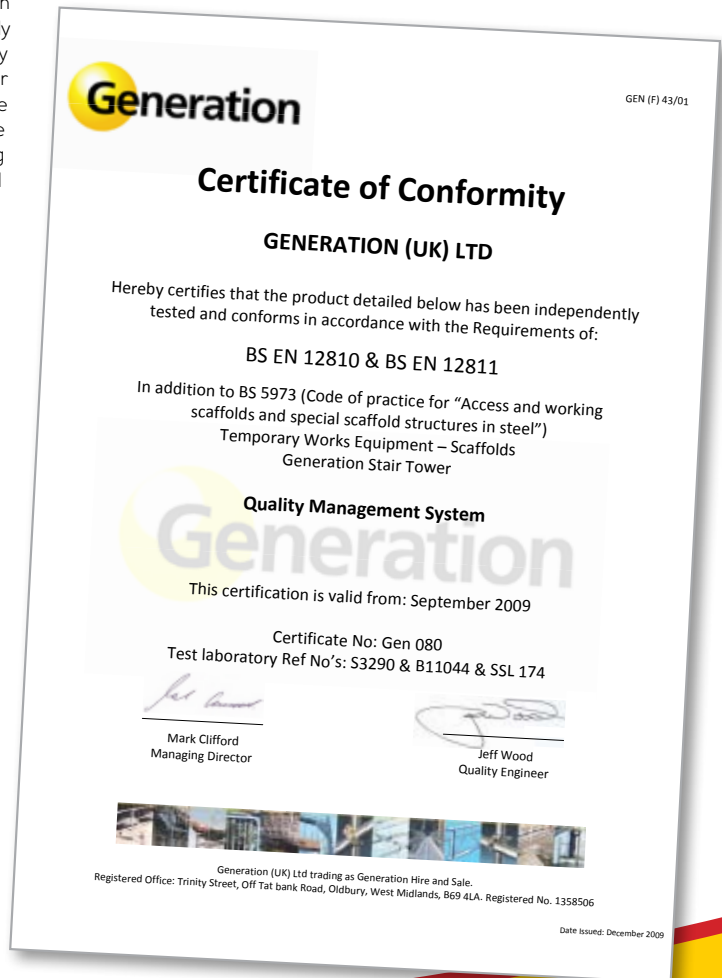 Generation
GEN (F) 43/01
Certificate of Conformity
GENERATION (UK) LTD
Hereby certifies that the product detailed below has been independently
tested and conforms in accordance with the Requirements of:
BS EN 12810 & BS EN 12811
In addition to BS 5973 (Code of practice for “Access and working
scaffolds and special scaffold structures in steel”)
Temporary Works Equipment – Scaffolds
Generation Stair Tower
Quality Management System
Generation
This certification is valid from: September 2009
Certificate No: Gen 080
Test laboratory Ref No’s: S3290 & B11044 & SSL 174
Mark Clifford
Managing Director
Jeff Wood
Quality Engineer
Generation (UK) Ltd trading as Generation Hire and Sale.
Registered Office: Trinity Street, Off Tat bank Road, Oldbury, West Midlands, B69 4LA. Registered No. 1358506
Date Issued: December 2009